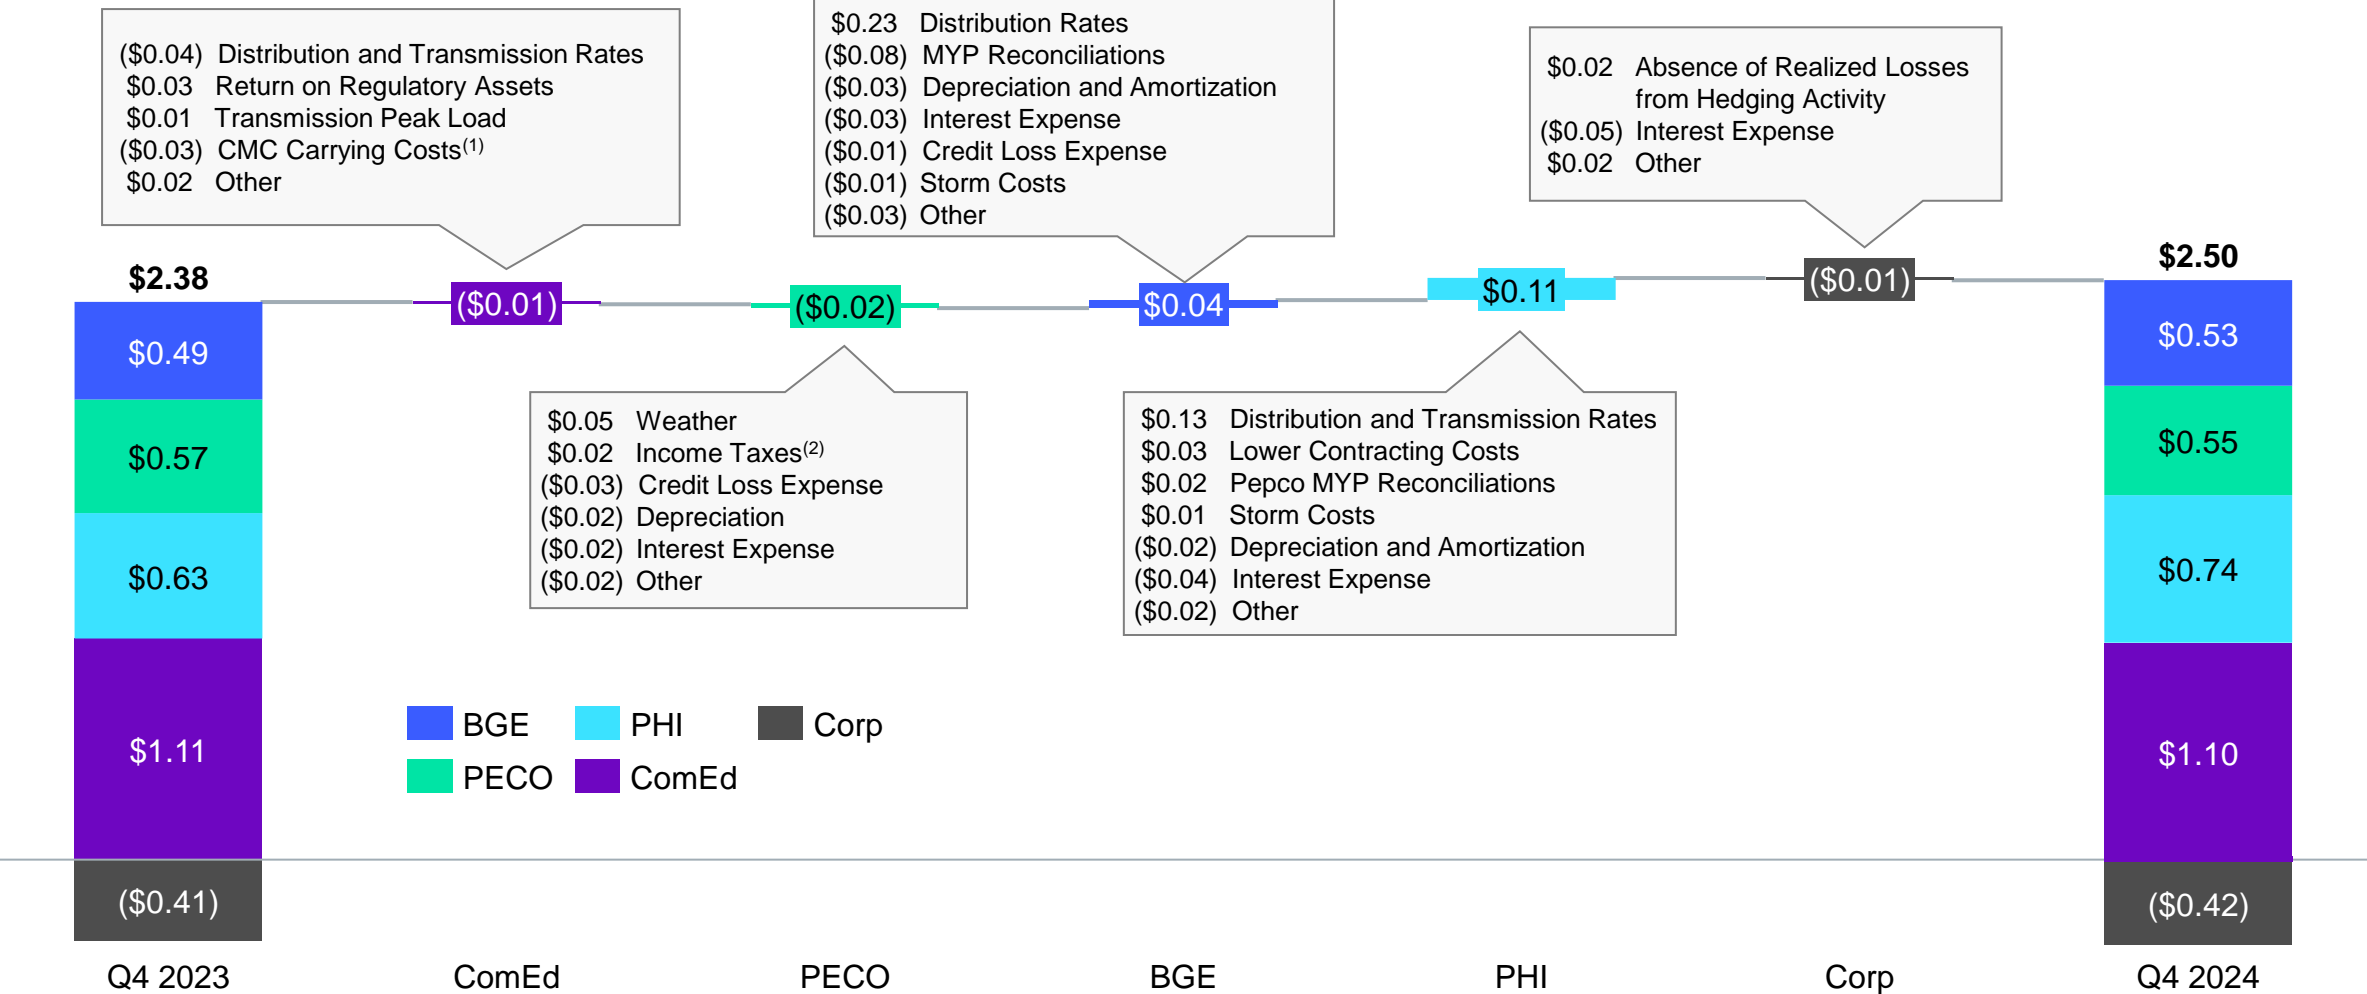 ($0.04) Distribution and Transmission Rates
$0.03 Return on Regulatory Assets
$0.01 Transmission Peak Load
($0.03) CMC Carrying Costs(1)
$0.02 Other
$0.23 Distribution Rates
($0.08) MYP Reconciliations
($0.03) Depreciation and Amortization
($0.03) Interest Expense
($0.01) Credit Loss Expense
($0.01) Storm Costs
($0.03) Other
$0.02 Absence of Realized Losses
from Hedging Activity
($0.05) Interest Expense
$0.02 Other
$2.38
$0.49
$0.57
$0.63
$1.11
($0.41)
($0.01)
($0.02)
$0.04
$0.11
($0.01)
$2.50
$0.53
$0.55
$0.74
$1.10
($0.42)
$0.05 Weather
$0.02 Income Taxes(2)
($0.03) Credit Loss Expense
($0.02) Depreciation
($0.02) Interest Expense
($0.02) Other
$0.13 Distribution and Transmission Rates
$0.03 Lower Contracting Costs
$0.02 Pepco MYP Reconciliations
$0.01 Storm Costs
($0.02) Depreciation and Amortization
($0.04) Interest Expense
($0.02) Other
BGE PHI Corp
PECO ComEd
Q4 2023 ComEd PECO BGE PHI Corp Q4 2024